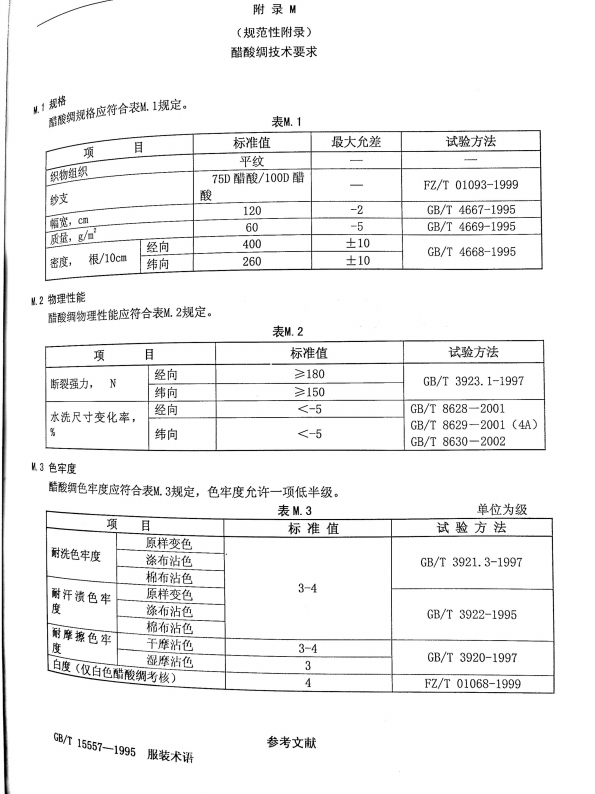 附 录 M
（规范性附录）
醋酸绸技术要求
M.1 规格
醋酸绸规格应符合表M.1规定。
表M.1
项 目 标准值 最大允差 试验方法
织物组织 平纹 — —
纱支 75D 醋酸/100D 醋酸 — FZ/T 01093-1999
幅宽，cm 120 -2 GB/T 4667-1995
质量，g/m² 60 -5 GB/T 4669-1995
密度， 根/10cm 经向 400 ±10 GB/T 4668-1995
纬向 260 ±10
M.2 物理性能
醋酸绸物理性能应符合表M.2规定。
表M.2
项 目 标准值 试验方法
断裂强力， N 经向 ≥180 GB/T 3923.1-1997
纬向 ≥150
水洗尺寸变化率，% 经向 <-5 GB/T 8628－2001
GB/T 8629－2001（4A）
纬向 <-5 GB/T 8630－2002
M.3 色牢度
醋酸绸色牢度应符合表M.3规定，色牢度允许一项低半级。
表 M.3 单位为级
项 目 标 准 值 试 验 方 法
耐洗色牢度 原样变色 3-4 GB/T 3921.3-1997
涤布沾色
棉布沾色
耐汗渍色牢度 原样变色 GB/T 3922-1995
涤布沾色
棉布沾色
耐摩擦色牢度 干摩沾色 3-4 GB/T 3920-1997
湿摩沾色 3
白度（仅白色醋酸绸考核） 4 FZ/T 01068-1999
参考文献
GB/T 15557—1995 服装术语